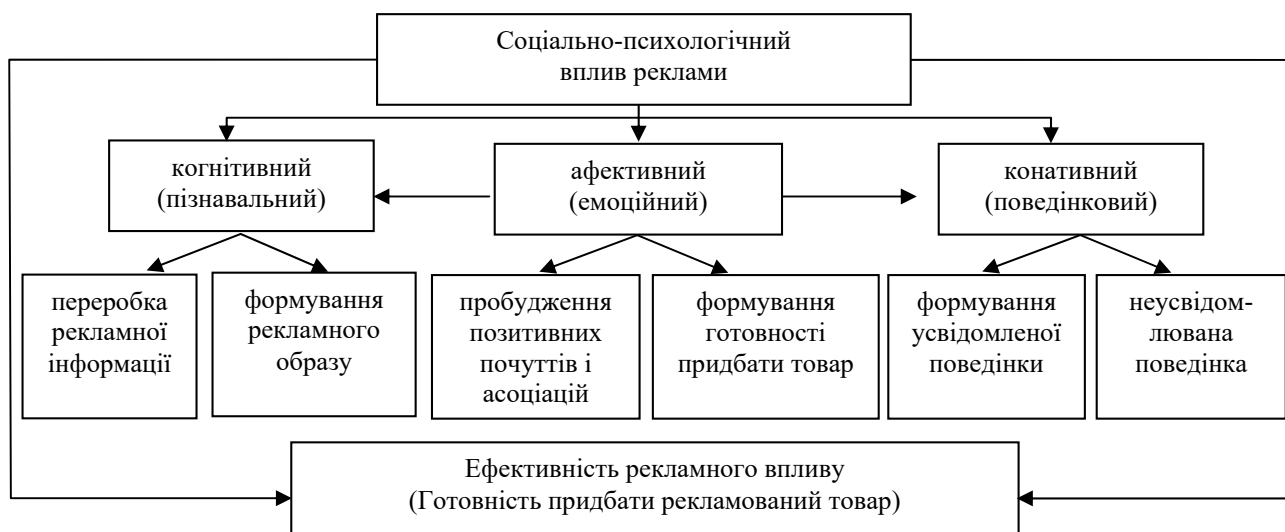 Соціально-психологічний
вплив реклами
когнітивний
(пізнавальний)
афективний
(емоційний)
конативний
(поведінковий)
переробка
рекламної
інформації
формування
рекламного
образу
пробудження
позитивних
почуттів і
асоціацій
формування
готовності
придбати товар
формування
усвідомленої
поведінки
неусвідом-
лювана
поведінка
Ефективність рекламного впливу
(Готовність придбати рекламований товар)